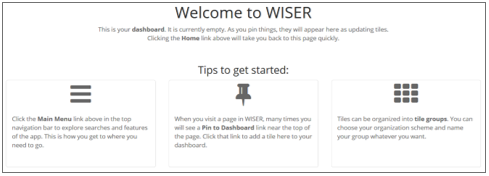 Welcome to WISER
This is your dashboard. It is currently empty. As you pin things, they will appear here as updating tiles.
Clicking the Home link above will take you back to this page quickly.
Tips to get started:
Click the Main Menu link above in the top
navigation bar to explore searches and features
of the app. This is how you get to where you
need to go.
When you visit a page in WISER, many times you
will see a Pin to Dashboard link near the top of
the page. Click that link to add a tile here to your
dashboard.
Tiles can be organized into tile groups. You can
choose your organization scheme and name
your group whatever you want.